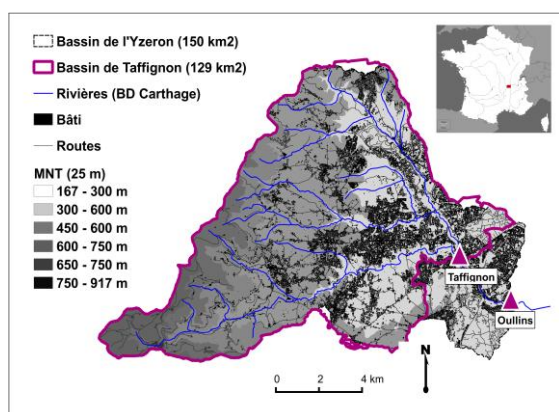 Bassin de l'Yzeron (150 km2)
Bassin de Taffignon (129 km2)
Rivières (BD Carthage)
Bâti
Routes
MNT (25 m)
167 - 300 m
300 - 600 m
450 - 600 m
600 - 750 m
650 - 750 m
750 - 917 m
Taffignon
Oullins
N
0 2 4 km